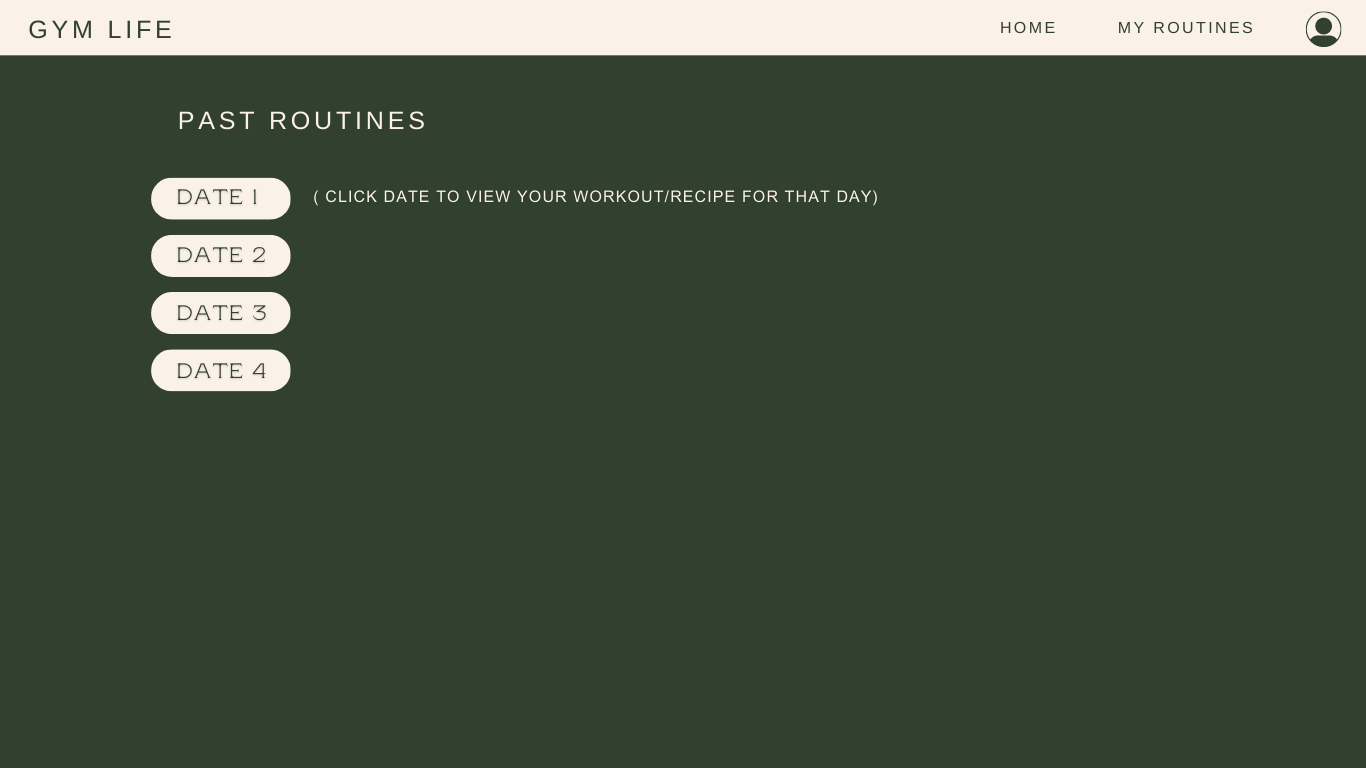 GYM LIFE
HOME
MY ROUTINES
PAST ROUTINES
DATE 1
( CLICK DATE TO VIEW YOUR WORKOUT/RECIPE FOR THAT DAY)
DATE 2
DATE 3
DATE 4